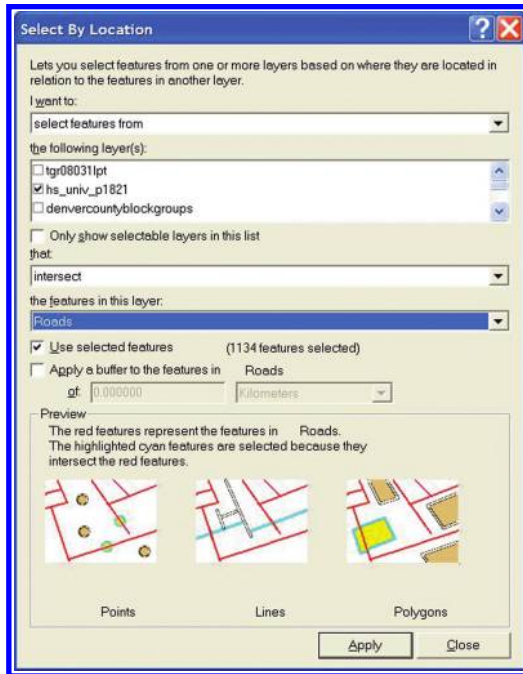 Select By Location
Lets you select features from one or more layers based on where they are located in
relation to the features in another layer.
I want to:
select features from
the following layer(s):
tgr08031lpt
hs_univ_p1821
denvercountyblockgroups
Only show selectable layers in this list
that:
intersect
the features in this layer:
Roads
Use selected features (1134 features selected)
Apply a buffer to the features in Roads
of: 0.000000 Kilometers
Preview
The red features represent the features in Roads.
The highlighted cyan features are selected because they
intersect the red features.
Points Lines Polygons
Apply Close